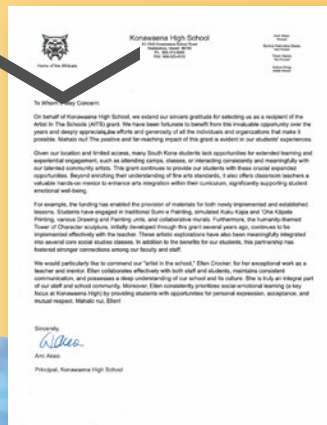 Konawaena High School
Home of the Wildcats
To Whom It May Concern:
On behalf of Konawaena High School, we extend our sincere gratitude for selecting us as a recipient of the
Artist In The Schools (AITS) grant. We have been fortunate to benefit from this invaluable opportunity over the
years and deeply appreciate the efforts and generosity of all the individuals and organizations that make it
possible. Mahalo nui! The positive and far-reaching impact of this grant is evident in our students' experiences.
Given our location and limited access, many South Kona students lack opportunities for extended learning and
experiential engagement, such as attending camps, classes, or interacting consistently and meaningfully with
our talented community artists. This grant continues to provide our students with these crucial expanded
opportunities. Beyond enriching their understanding of fine arts standards, it also offers classroom teachers a
valuable hands-on mentor to enhance arts integration within their curriculum, significantly supporting student
emotional well-being.
For example, the funding has enabled the provision of materials for both newly implemented and established
lessons. Students have engaged in traditional Sumi-e Painting, simulated Kuku Kapa and 'Ohe Kāpala
Printing, various Drawing and Painting units, and collaborative murals. Furthermore, the humanity-themed
Tower of Character sculpture, initially developed through this grant several years ago, continues to be
implemented effectively with the teacher. These artistic explorations have also been meaningfully integrated
into several core social studies classes. In addition to the benefits for our students, this partnership has
fostered stronger connections among our faculty and staff.
We would particularly like to commend our "artist in the school," Ellen Crocker, for her exceptional work as a
teacher and mentor. Ellen collaborates effectively with both staff and students, maintains consistent
communication, and possesses a deep understanding of our school and its culture. She is truly an integral part
of our staff and school community. Moreover, Ellen consistently prioritizes social-emotional learning (a key
focus at Konawaena High) by providing students with opportunities for personal expression, acceptance, and
mutual respect. Mahalo nui, Ellen!
Sincerely,
Ami Akeo
Principal, Konawaena High School